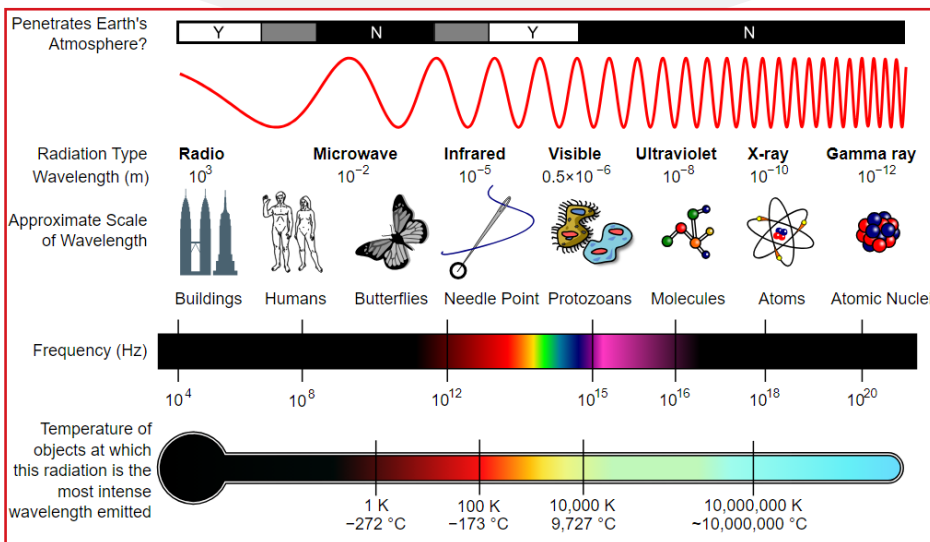 Penetrates Earth's
Atmosphere?
Y N Y N
Radiation Type
Radio Microwave Infrared Visible Ultraviolet X-ray Gamma ray
Wavelength (m)
10³ 10⁻² 10⁻⁵ 0.5×10⁻⁶ 10⁻⁸ 10⁻¹⁰ 10⁻¹²
Approximate Scale
of Wavelength
Buildings Humans Butterflies Needle Point Protozoans Molecules Atoms Atomic Nuclei
Frequency (Hz)
10⁴ 10⁸ 10¹² 10¹⁵ 10¹⁶ 10¹⁸ 10²⁰
Temperature of
objects at which
this radiation is the
most intense
wavelength emitted
1 K 100 K 10,000 K 10,000,000 K
−272 °C −173 °C 9,727 °C ~10,000,000 °C